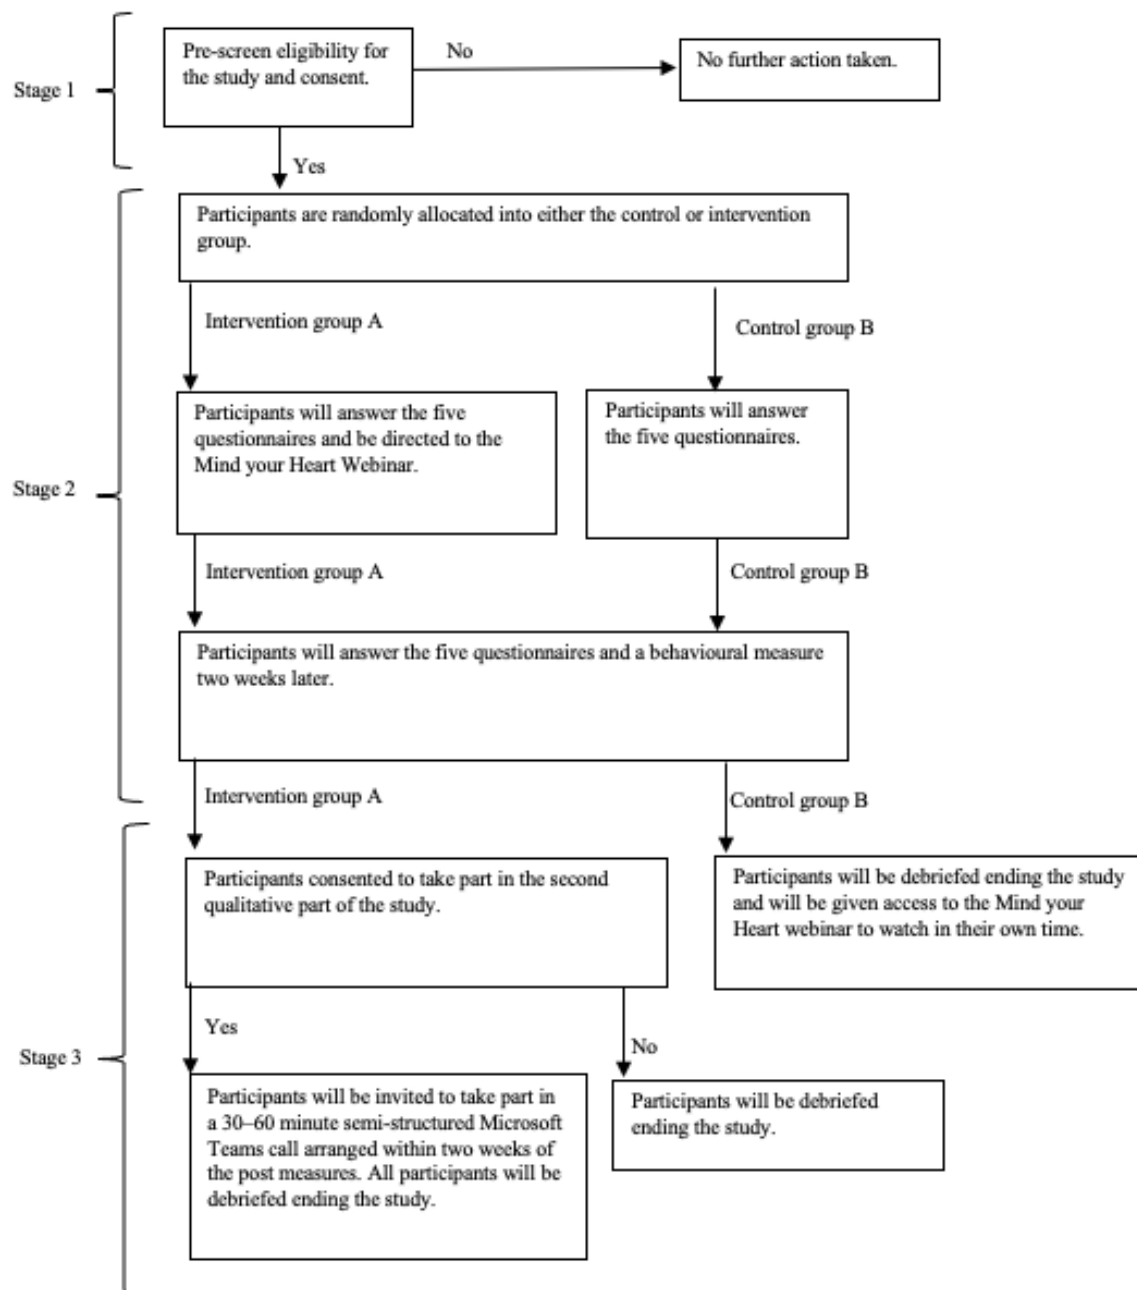 Stage 1
Pre-screen eligibility for
the study and consent.
No
No further action taken.
Yes
Stage 2
Participants are randomly allocated into either the control or intervention
group.
Intervention group A
Control group B
Participants will answer the five
questionnaires and be directed to the
Mind your Heart Webinar.
Participants will answer
the five questionnaires.
Intervention group A
Control group B
Participants will answer the five questionnaires and a behavioural measure
two weeks later.
Intervention group A
Control group B
Stage 3
Participants consented to take part in the second
qualitative part of the study.
Participants will be debriefed ending the study
and will be given access to the Mind your
Heart webinar to watch in their own time.
Yes
No
Participants will be invited to take part in
a 30–60 minute semi-structured Microsoft
Teams call arranged within two weeks of
the post measures. All participants will be
debriefed ending the study.
Participants will be debriefed
ending the study.